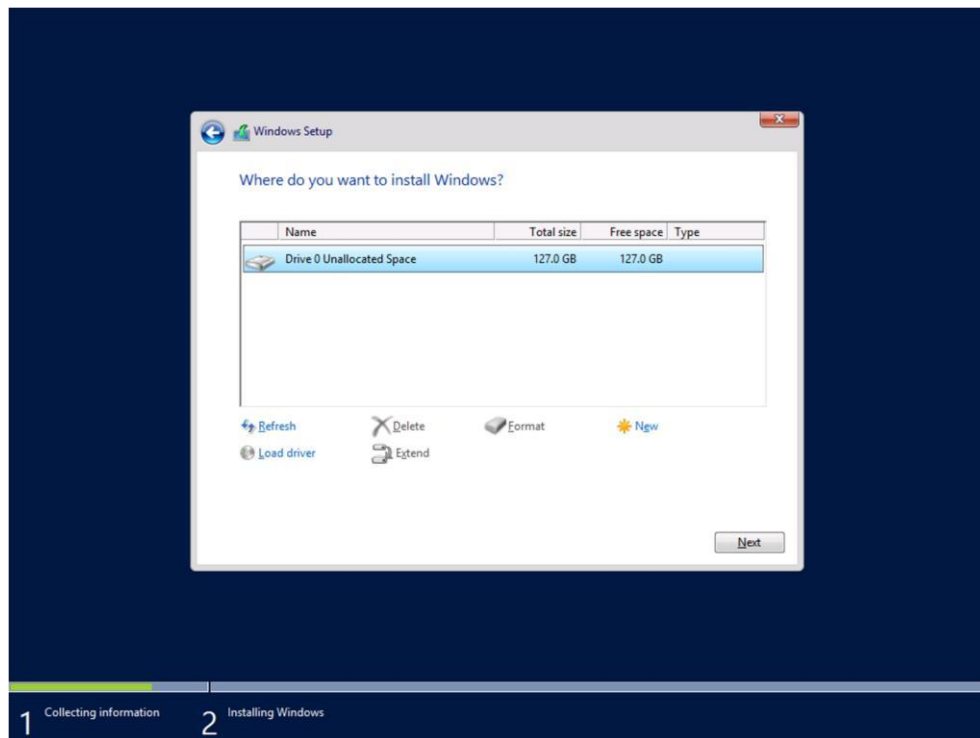 Windows Setup
Where do you want to install Windows?
Name Total size Free space Type
Drive 0 Unallocated Space 127.0 GB 127.0 GB
Refresh Delete Format New
Load driver Extend
Next
1 Collecting information 2 Installing Windows